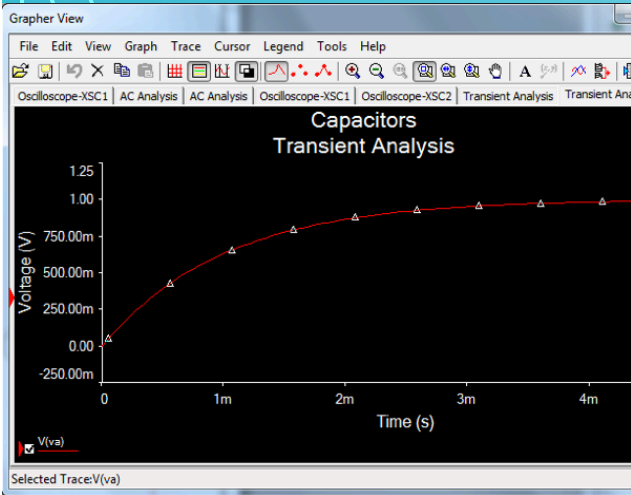 Grapher View
File Edit View Graph Trace Cursor Legend Tools Help
A
Oscilloscope-XSC1 AC Analysis AC Analysis Oscilloscope-XSC1 Oscilloscope-XSC2 Transient Analysis Transient Ana
Capacitors
Transient Analysis
1.25
1.00
750.00m
500.00m
250.00m
0.00
-250.00m
Voltage (V)
0 1m 2m 3m 4m
Time (s)
V(va)
Selected Trace:V(va)